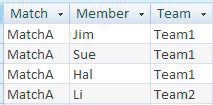 Match Member Team
MatchA Jim Team1
MatchA Sue Team1
MatchA Hal Team1
MatchA Li Team2